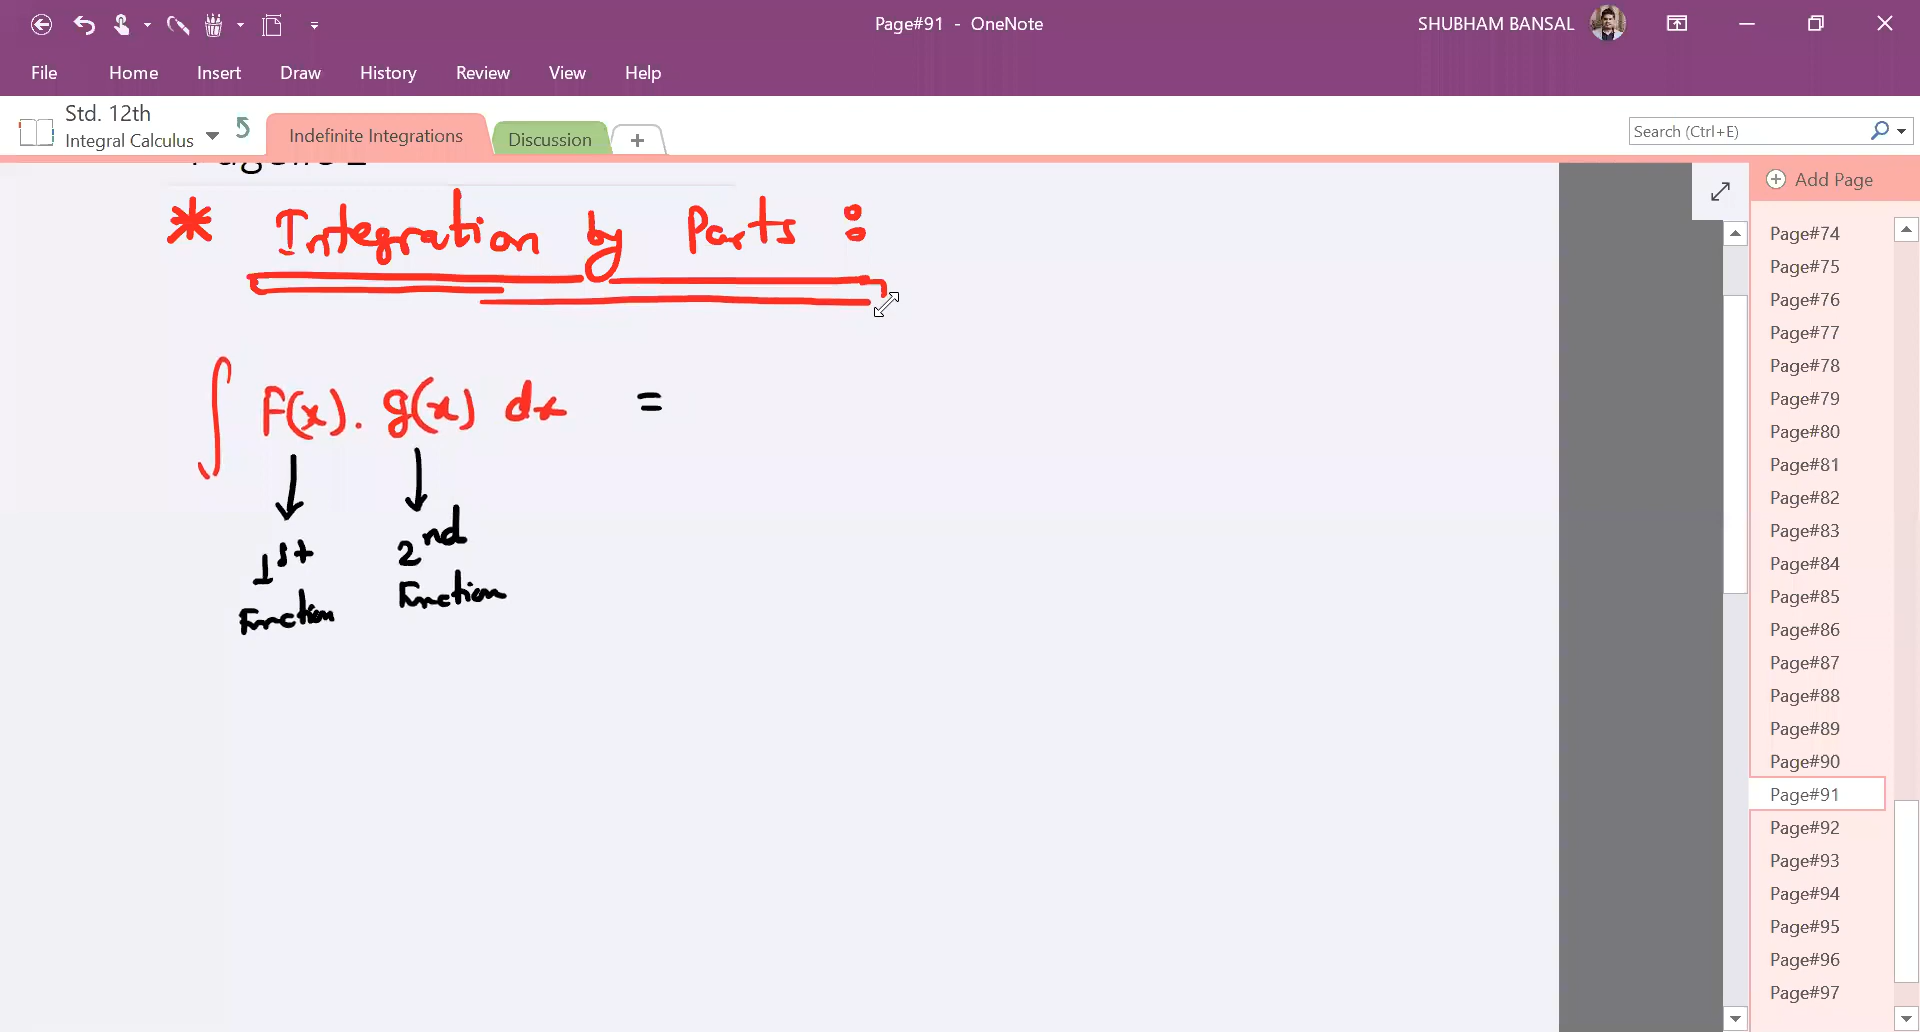 Page#91 - OneNote
SHUBHAM BANSAL
File Home Insert Draw History Review View Help
Std. 12th
Integral Calculus
Indefinite Integrations
Discussion
+
Search (Ctrl+E)
Add Page
* Integration by Parts :
∫ f(x). g(x) dx =
1st
Function
2nd
Function
Page#74
Page#75
Page#76
Page#77
Page#78
Page#79
Page#80
Page#81
Page#82
Page#83
Page#84
Page#85
Page#86
Page#87
Page#88
Page#89
Page#90
Page#91
Page#92
Page#93
Page#94
Page#95
Page#96
Page#97